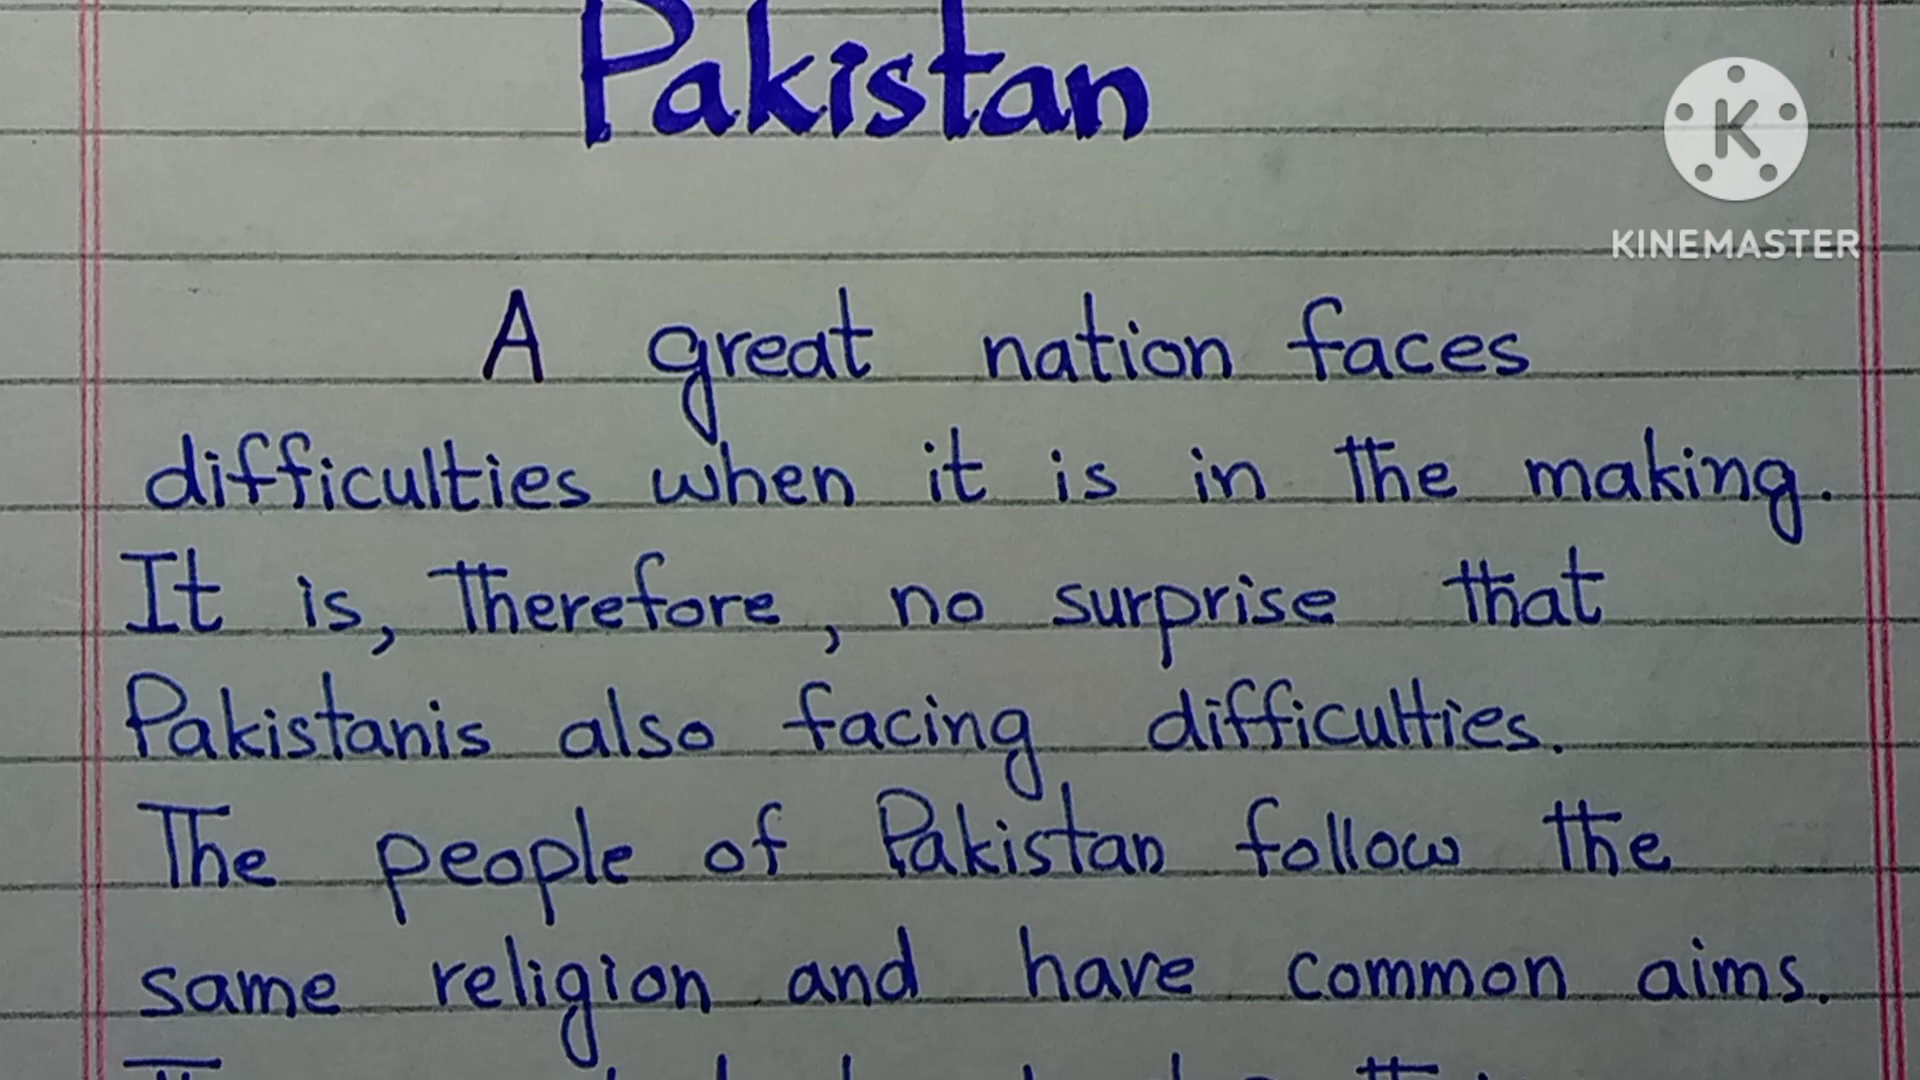 Pakistan
KINEMASTER
A great nation faces
difficulties when it is in the making.
It is, therefore, no surprise that
Pakistanis also facing difficulties.
The people of Pakistan follow the
same religion and have common aims.